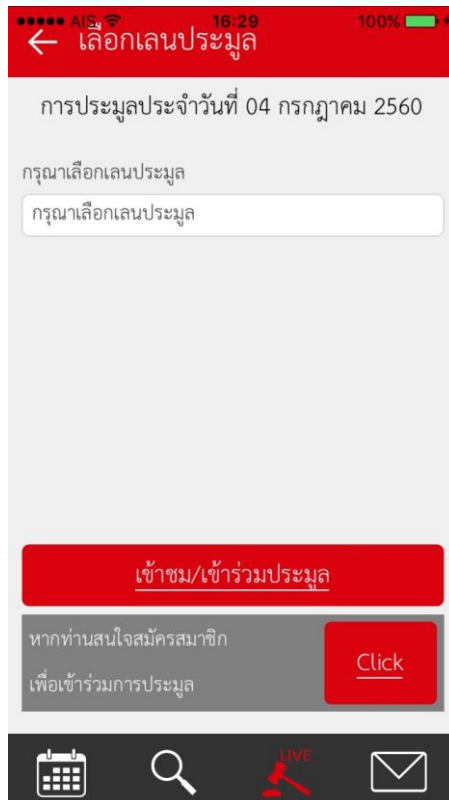 AIS 16:29 100%
เลือกเลนประมูล
การประมูลประจำวันที่ 04 กรกฎาคม 2560
กรุณาเลือกเลนประมูล
กรุณาเลือกเลนประมูล
เข้าชม/เข้าร่วมประมูล
หากท่านสนใจสมัครสมาชิก
เพื่อเข้าร่วมการประมูล
Click
LIVE